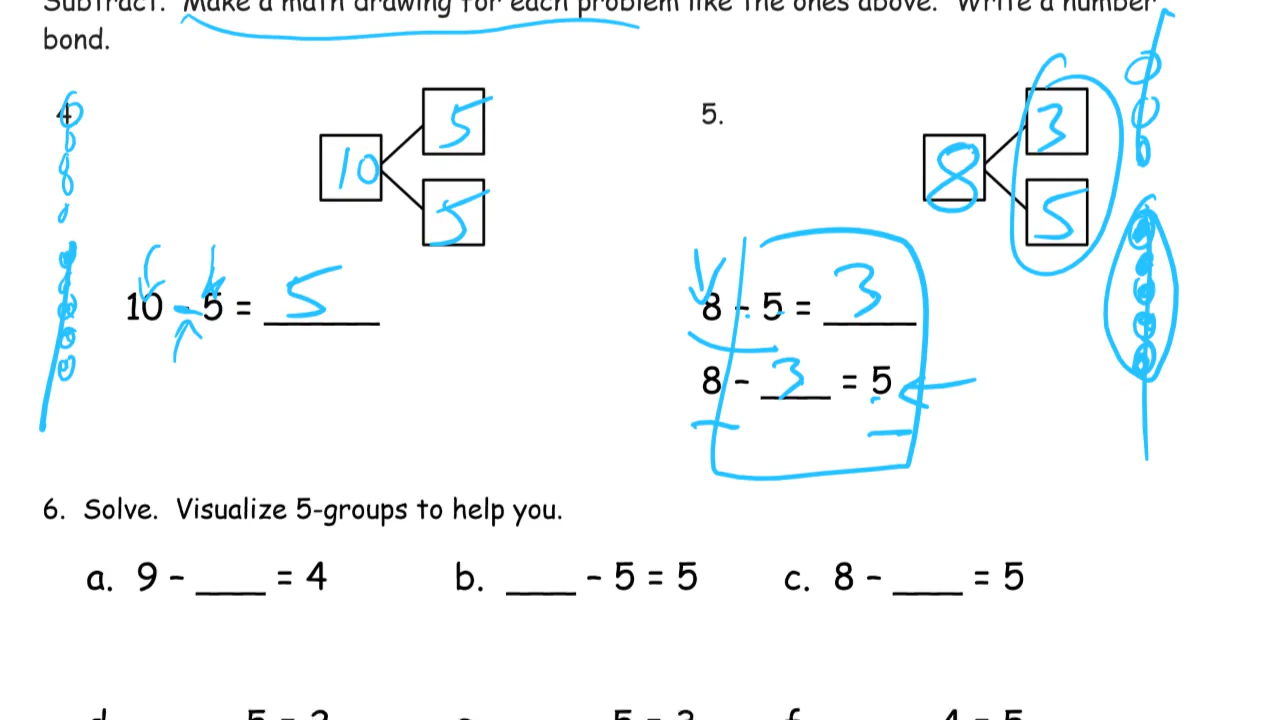 Subtract. Make a math drawing for each problem like the ones above. Write a number
bond.
4
10 5 5
5.
8 3 5
10 - 5 = 5
8 - 5 = 3
8 - 3 = 5
6. Solve. Visualize 5-groups to help you.
a. 9 - ____ = 4 b. ____ - 5 = 5 c. 8 - ____ = 5